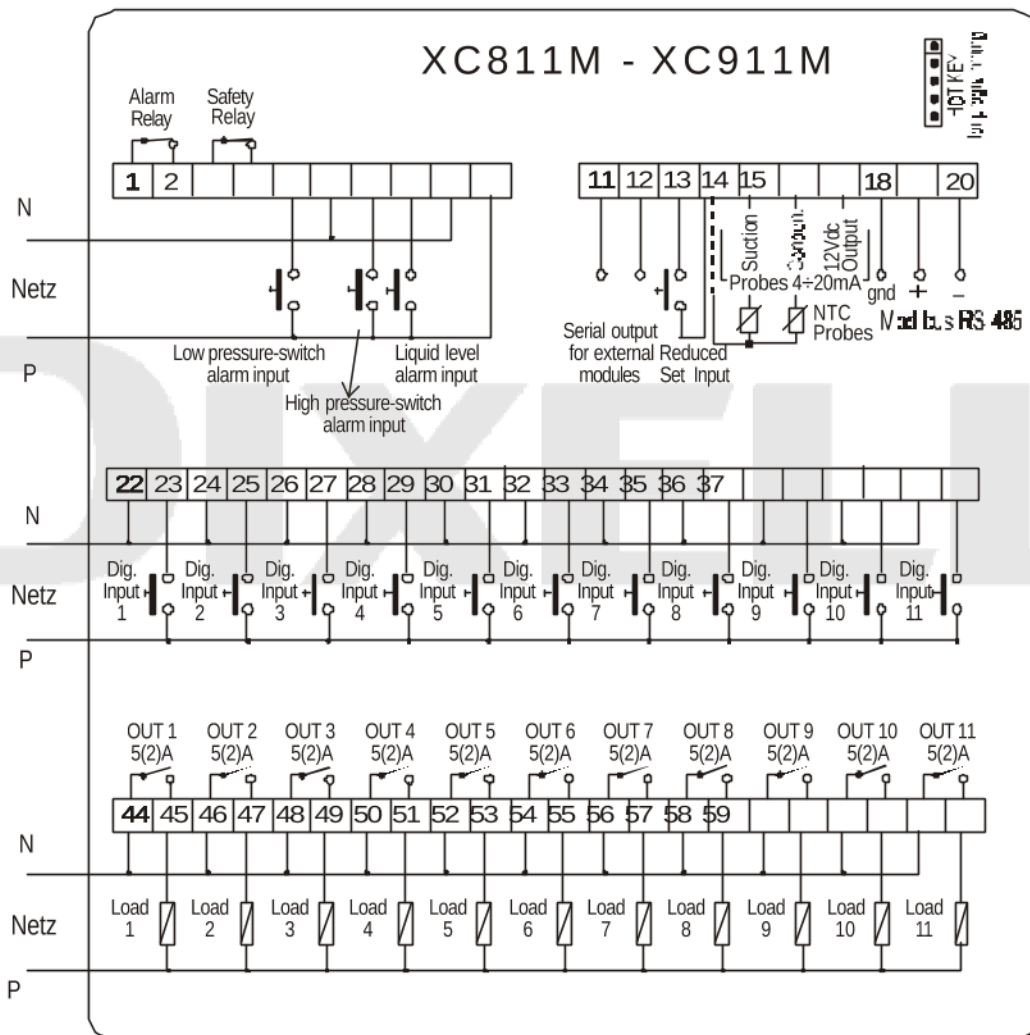 XC811M - XC911M
HOT KEY
Alarm
Relay
Safety
Relay
1 2
11 12 13 14 15 18 20
N
Netz
P
Suction
12Vdc
Output
Probes 4÷20mA
gnd + -
NTC
Probes
Modbus RS 485
Low pressure-switch
alarm input
Liquid level
alarm input
High pressure-switch
alarm input
Serial output
for external
modules
Reduced
Set Input
DIXELL
22 23 24 25 26 27 28 29 30 31 32 33 34 35 36 37
N
Netz
P
Dig.
Input
1
Dig.
Input
2
Dig.
Input
3
Dig.
Input
4
Dig.
Input
5
Dig.
Input
6
Dig.
Input
7
Dig.
Input
8
Dig.
Input
9
Dig.
Input
10
Dig.
Input
11
OUT 1
5(2)A
OUT 2
5(2)A
OUT 3
5(2)A
OUT 4
5(2)A
OUT 5
5(2)A
OUT 6
5(2)A
OUT 7
5(2)A
OUT 8
5(2)A
OUT 9
5(2)A
OUT 10
5(2)A
OUT 11
5(2)A
44 45 46 47 48 49 50 51 52 53 54 55 56 57 58 59
N
Netz
P
Load
1
Load
2
Load
3
Load
4
Load
5
Load
6
Load
7
Load
8
Load
9
Load
10
Load
11